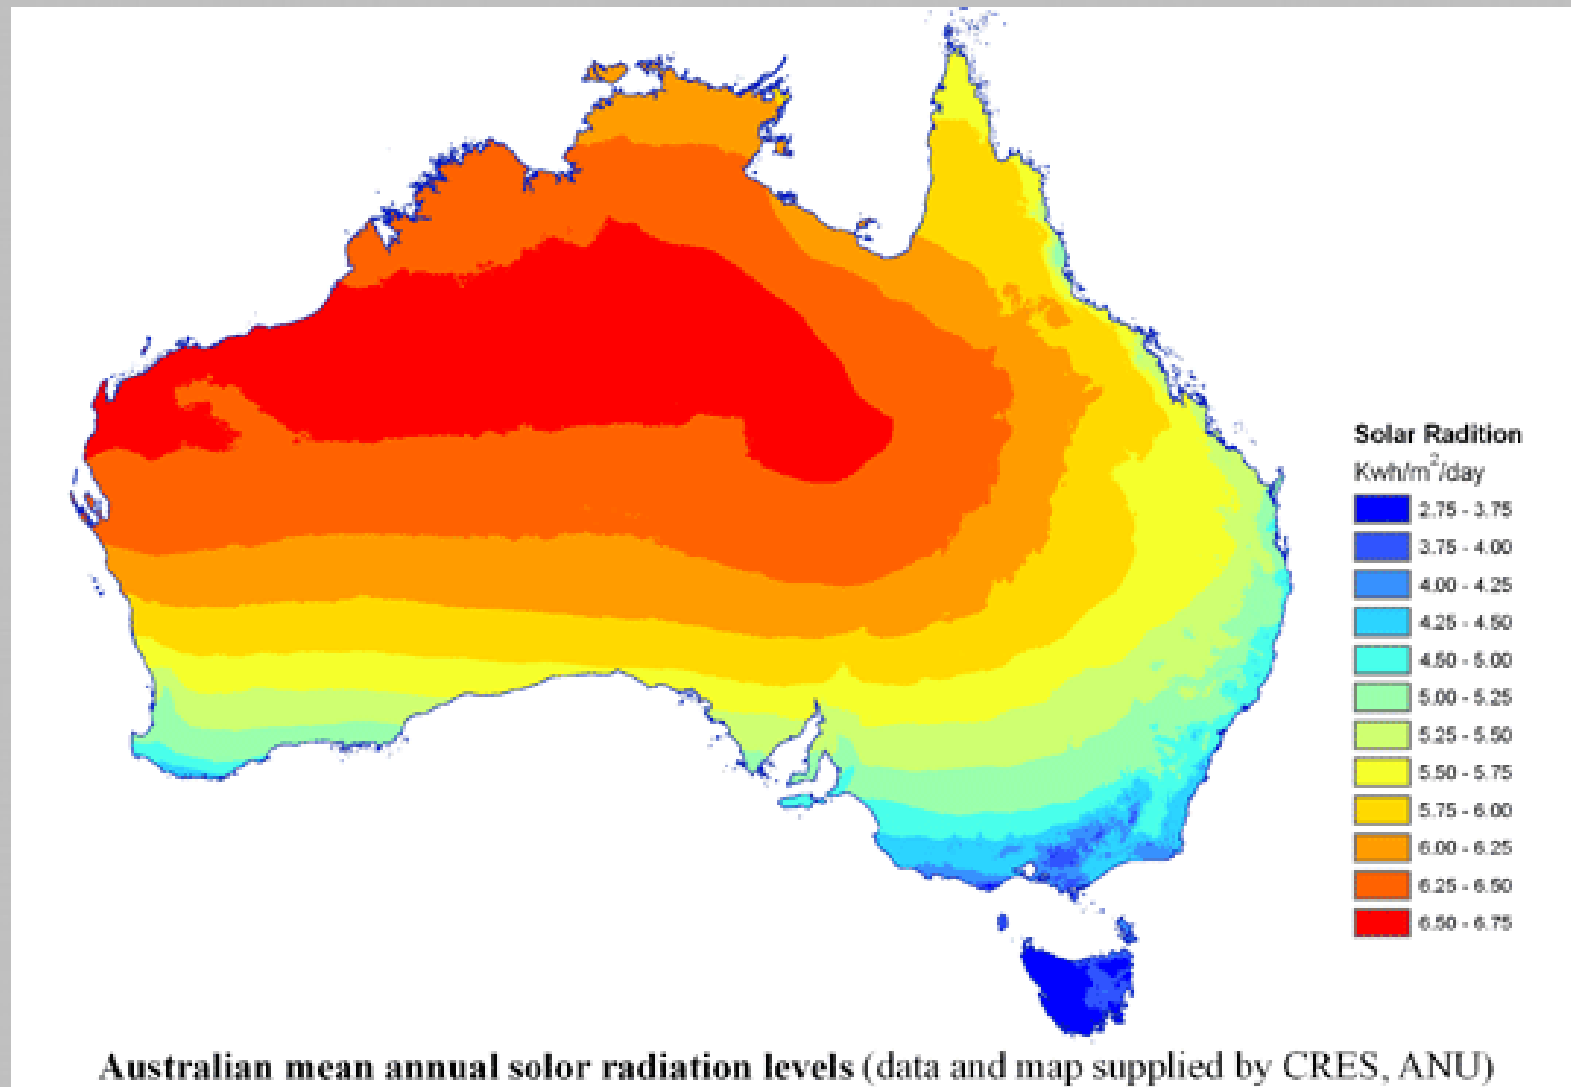 Solar Radition
Kwh/m²/day
2.75 - 3.75
3.75 - 4.00
4.00 - 4.25
4.25 - 4.50
4.50 - 5.00
5.00 - 5.25
5.25 - 5.50
5.50 - 5.75
5.75 - 6.00
6.00 - 6.25
6.25 - 6.50
6.50 - 6.75
Australian mean annual solor radiation levels (data and map supplied by CRES, ANU)